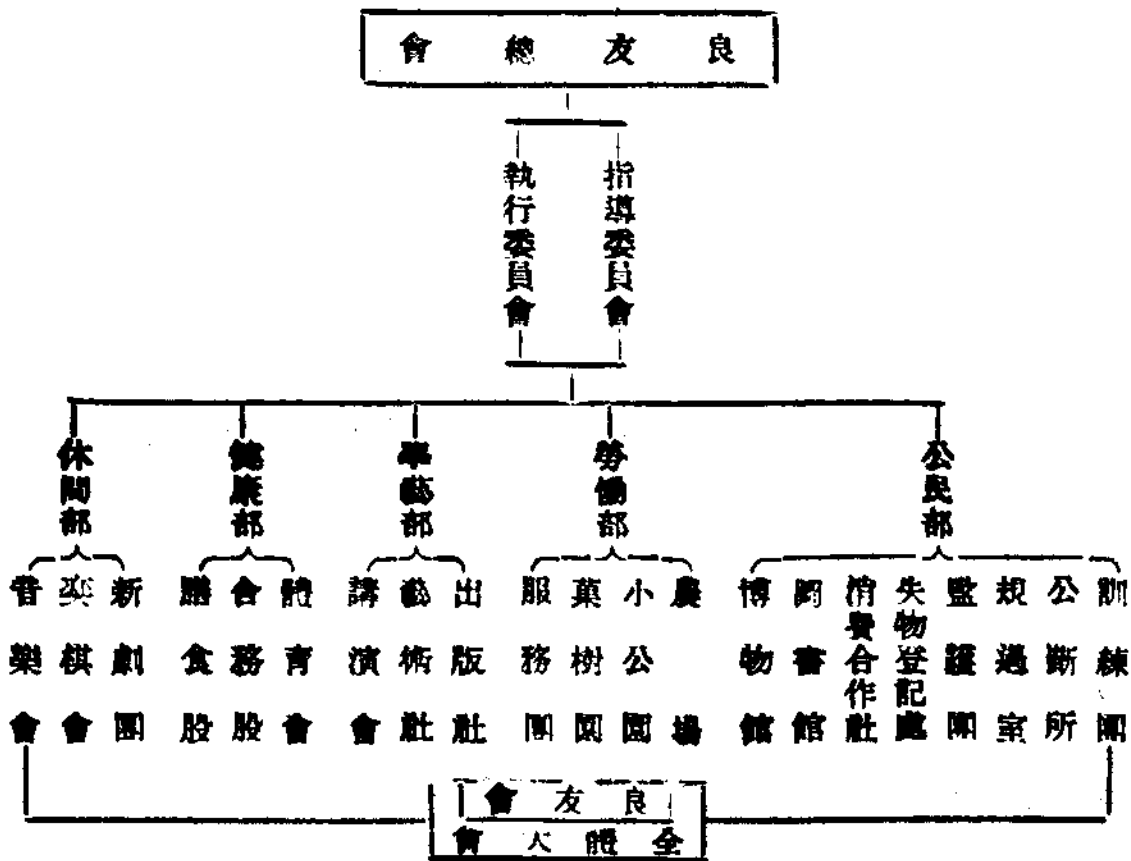 良友總會
指導委員會
執行委員會
公民部
勞働部
學藝部
健康部
休閒部
訓練團
公斷所
規過室
監護團
失物登記處
消費合作社
圖書館
博物館
農場
小公園
菓樹園
服務團
出版社
藝術社
講演會
體育會
舍務股
膳食股
新劇團
奕棋會
音樂會
良友會
全體大會